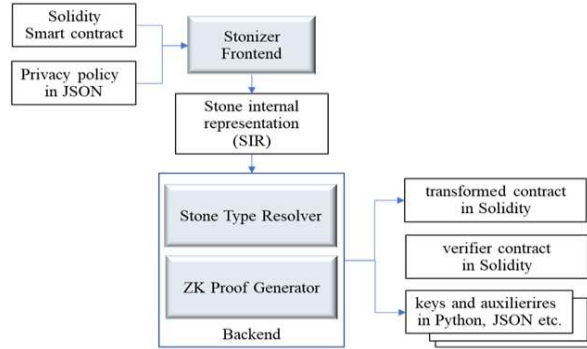 Solidity
Smart contract
Privacy policy
in JSON
Stonizer
Frontend
Stone internal
representation
(SIR)
Stone Type Resolver
ZK Proof Generator
Backend
transformed contract
in Solidity
verifier contract
in Solidity
keys and auxilierires
in Python, JSON etc.